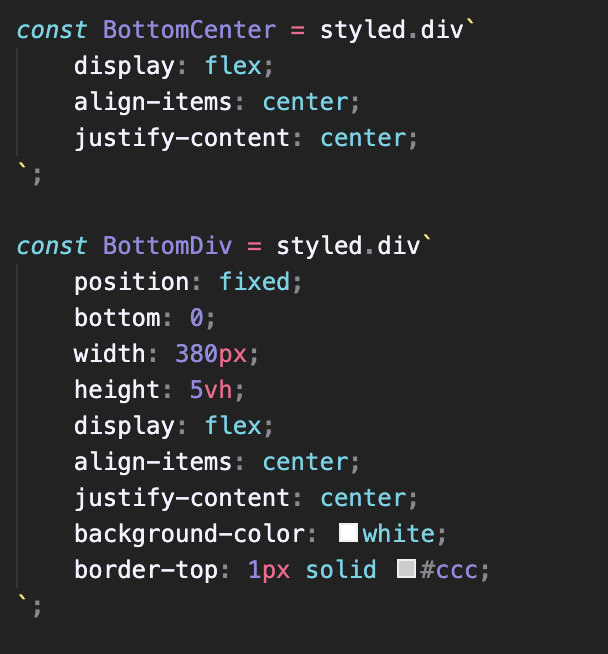 const BottomCenter = styled.div`
    display: flex;
    align-items: center;
    justify-content: center;
`;

const BottomDiv = styled.div`
    position: fixed;
    bottom: 0;
    width: 380px;
    height: 5vh;
    display: flex;
    align-items: center;
    justify-content: center;
    background-color: white;
    border-top: 1px solid #ccc;
`;